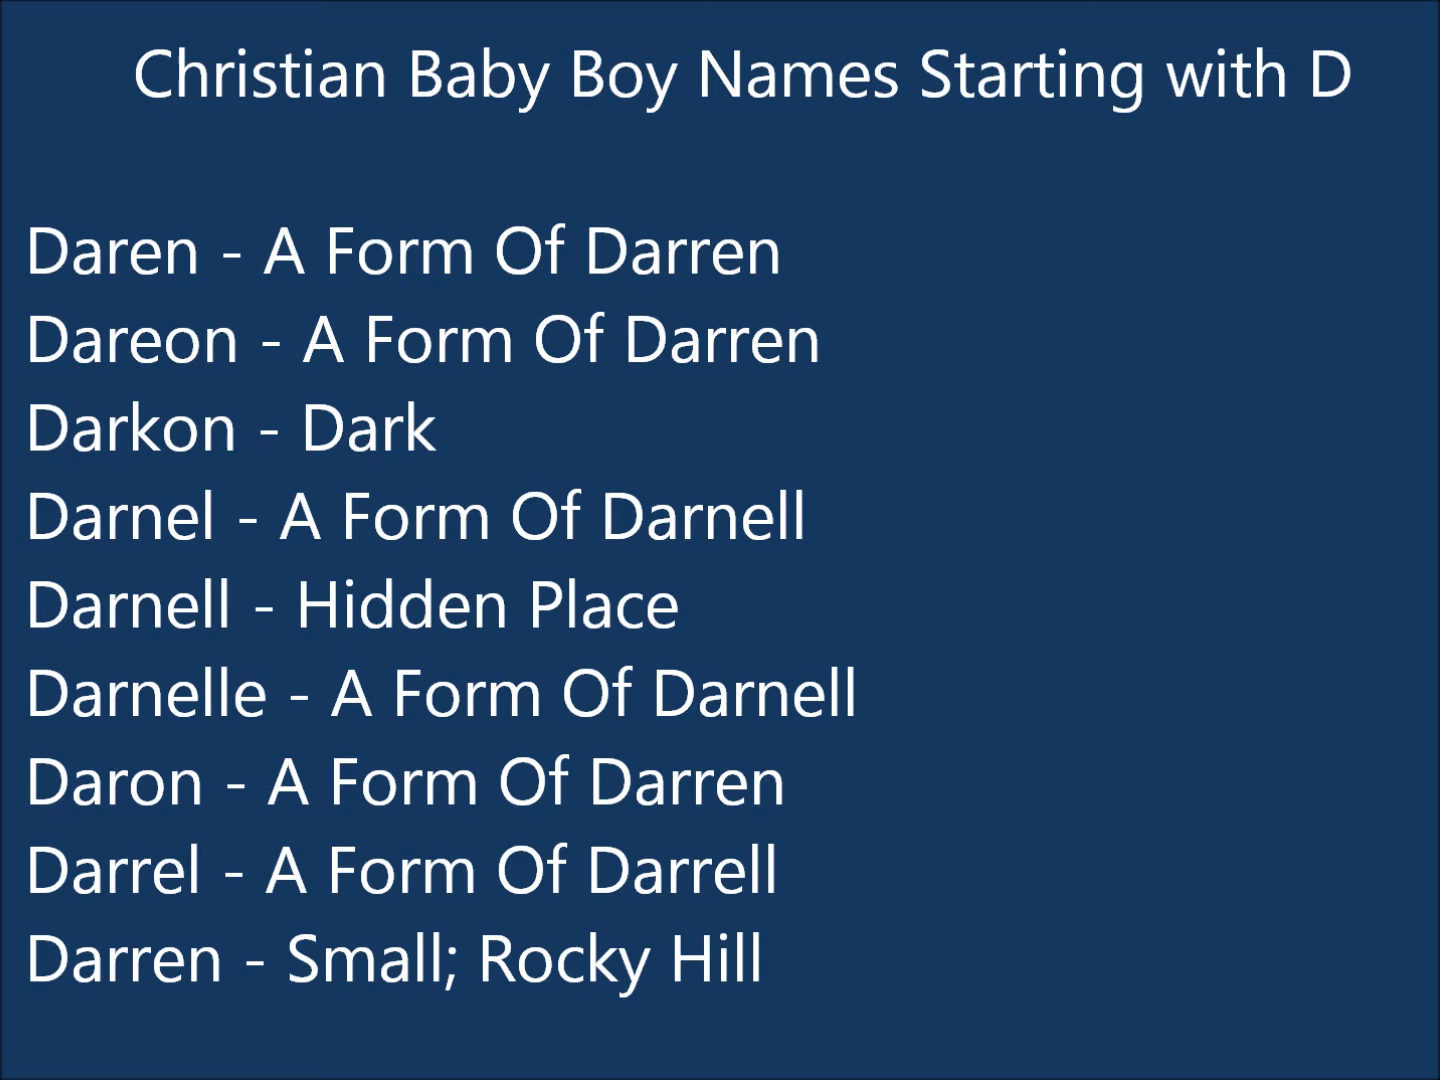 Christian Baby Boy Names Starting with D
Daren - A Form Of Darren
Dareon - A Form Of Darren
Darkon - Dark
Darnel - A Form Of Darnell
Darnell - Hidden Place
Darnelle - A Form Of Darnell
Daron - A Form Of Darren
Darrel - A Form Of Darrell
Darren - Small; Rocky Hill